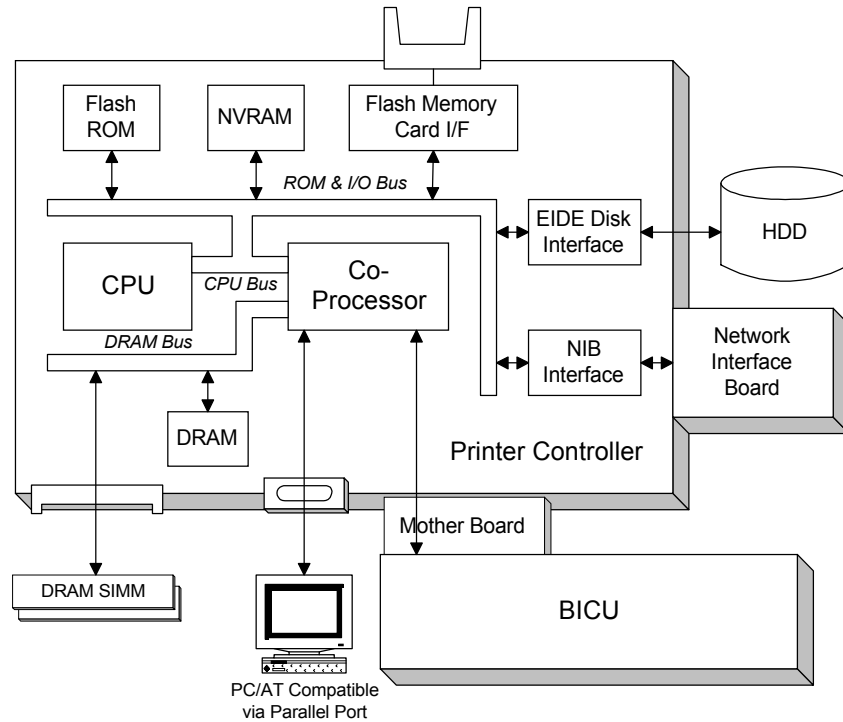 Flash
ROM
NVRAM
Flash Memory
Card I/F
ROM & I/O Bus
EIDE Disk
Interface
HDD
CPU
CPU Bus
Co-
Processor
DRAM Bus
NIB
Interface
Network
Interface
Board
DRAM
Printer Controller
Mother Board
DRAM SIMM
BICU
PC/AT Compatible
via Parallel Port